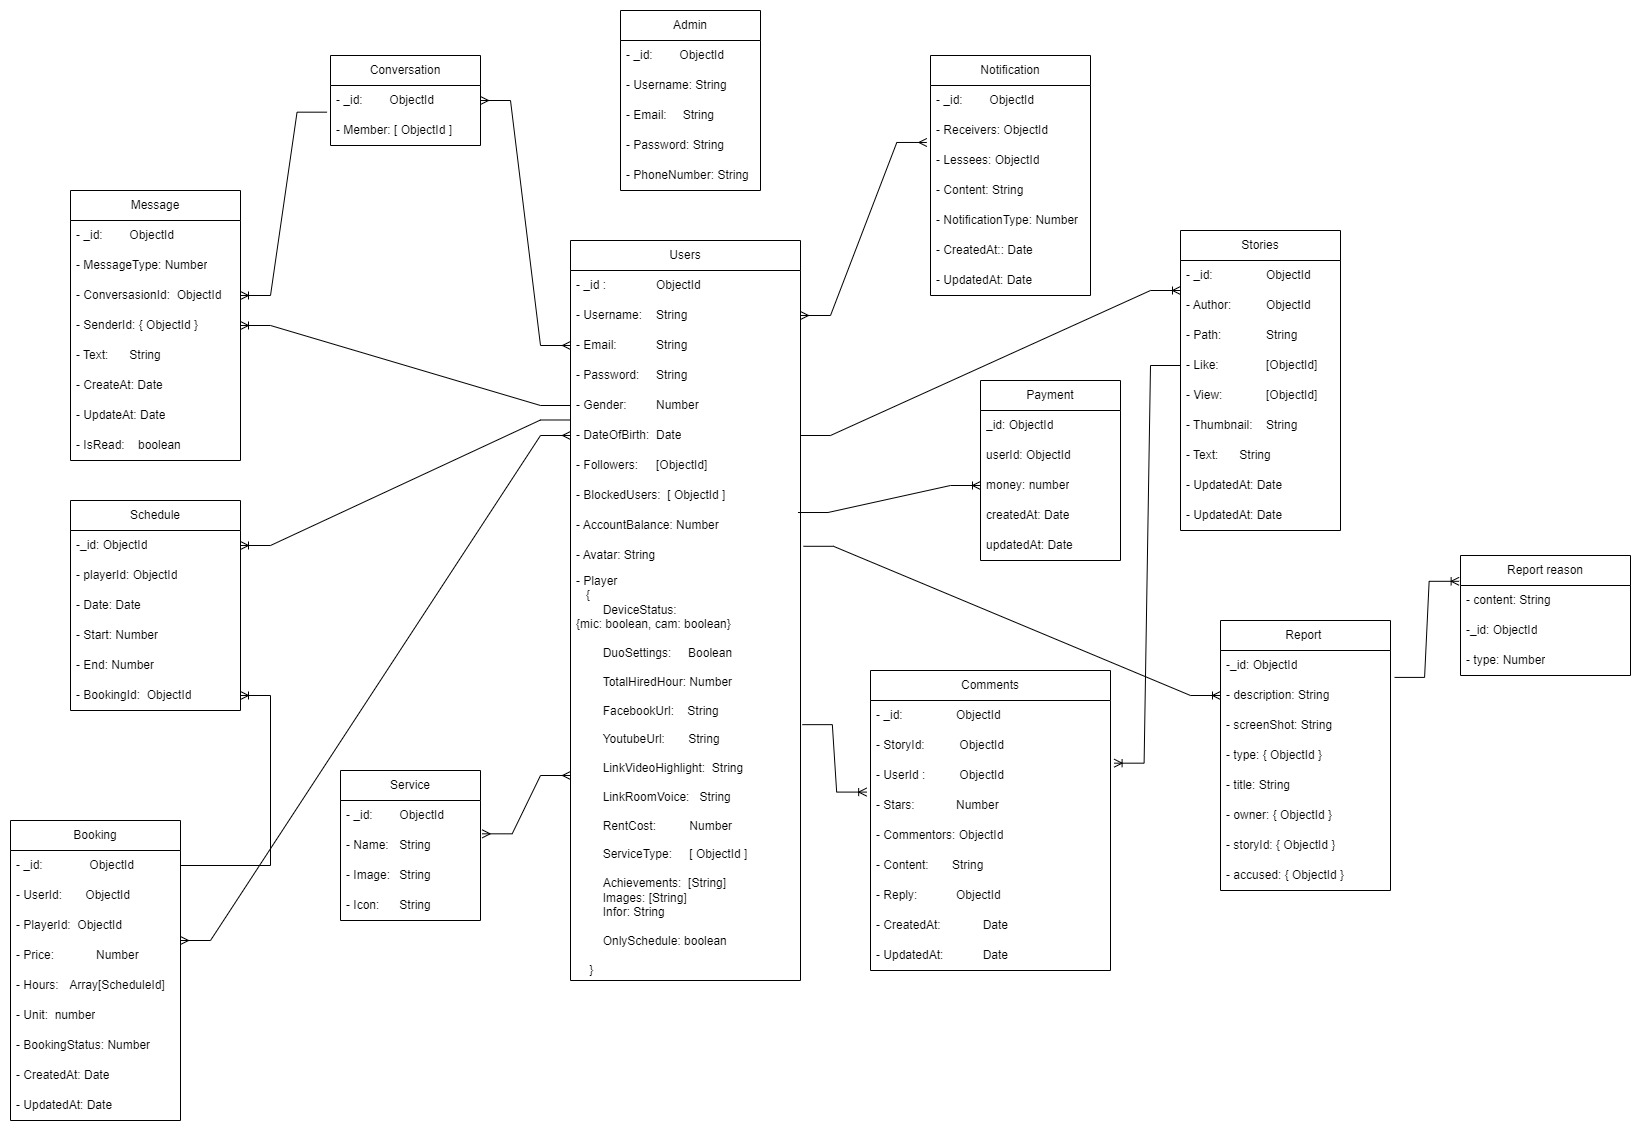 Admin
- _id: ObjectId
- Username: String
- Email: String
- Password: String
- PhoneNumber: String
Conversation
- _id: ObjectId
- Member: [ ObjectId ]
Notification
- _id: ObjectId
- Receivers: ObjectId
- Lessees: ObjectId
- Content: String
- NotificationType: Number
- CreatedAt:: Date
- UpdatedAt: Date
Message
- _id: ObjectId
- MessageType: Number
- ConversasionId: ObjectId
- SenderId: { ObjectId }
- Text: String
- CreateAt: Date
- UpdateAt: Date
- IsRead: boolean
Users
- _id : ObjectId
- Username: String
- Email: String
- Password: String
- Gender: Number
- DateOfBirth: Date
- Followers: [ObjectId]
- BlockedUsers: [ ObjectId ]
- AccountBalance: Number
- Avatar: String
- Player
{
DeviceStatus:
{mic: boolean, cam: boolean}
DuoSettings: Boolean
TotalHiredHour: Number
FacebookUrl: String
YoutubeUrl: String
LinkVideoHighlight: String
LinkRoomVoice: String
RentCost: Number
ServiceType: [ ObjectId ]
Achievements: [String]
Images: [String]
Infor: String
OnlySchedule: boolean
}
Stories
- _id: ObjectId
- Author: ObjectId
- Path: String
- Like: [ObjectId]
- View: [ObjectId]
- Thumbnail: String
- Text: String
- UpdatedAt: Date
- UpdatedAt: Date
Payment
_id: ObjectId
userId: ObjectId
money: number
createdAt: Date
updatedAt: Date
Schedule
-_id: ObjectId
- playerId: ObjectId
- Date: Date
- Start: Number
- End: Number
- BookingId: ObjectId
Report reason
- content: String
-_id: ObjectId
- type: Number
Report
-_id: ObjectId
- description: String
- screenShot: String
- type: { ObjectId }
- title: String
- owner: { ObjectId }
- storyId: { ObjectId }
- accused: { ObjectId }
Comments
- _id: ObjectId
- StoryId: ObjectId
- UserId : ObjectId
- Stars: Number
- Commentors: ObjectId
- Content: String
- Reply: ObjectId
- CreatedAt: Date
- UpdatedAt: Date
Service
- _id: ObjectId
- Name: String
- Image: String
- Icon: String
Booking
- _id: ObjectId
- UserId: ObjectId
- PlayerId: ObjectId
- Price: Number
- Hours: Array[ScheduleId]
- Unit: number
- BookingStatus: Number
- CreatedAt: Date
- UpdatedAt: Date